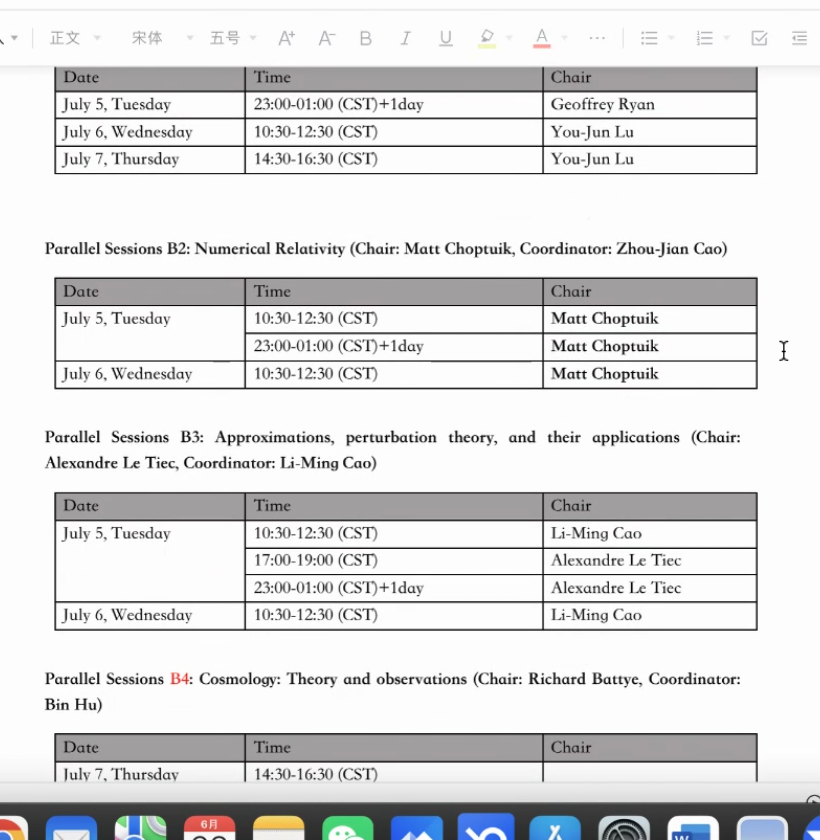 正文 宋体 五号 A+ A- B I U A ...
Date Time Chair
July 5, Tuesday 23:00-01:00 (CST)+1day Geoffrey Ryan
July 6, Wednesday 10:30-12:30 (CST) You-Jun Lu
July 7, Thursday 14:30-16:30 (CST) You-Jun Lu
Parallel Sessions B2: Numerical Relativity (Chair: Matt Choptuik, Coordinator: Zhou-Jian Cao)
Date Time Chair
July 5, Tuesday 10:30-12:30 (CST) Matt Choptuik
23:00-01:00 (CST)+1day Matt Choptuik
July 6, Wednesday 10:30-12:30 (CST) Matt Choptuik
Parallel Sessions B3: Approximations, perturbation theory, and their applications (Chair:
Alexandre Le Tiec, Coordinator: Li-Ming Cao)
Date Time Chair
July 5, Tuesday 10:30-12:30 (CST) Li-Ming Cao
17:00-19:00 (CST) Alexandre Le Tiec
23:00-01:00 (CST)+1day Alexandre Le Tiec
July 6, Wednesday 10:30-12:30 (CST) Li-Ming Cao
Parallel Sessions B4: Cosmology: Theory and observations (Chair: Richard Battye, Coordinator:
Bin Hu)
Date Time Chair
July 7, Thursday 14:30-16:30 (CST)
6月
W